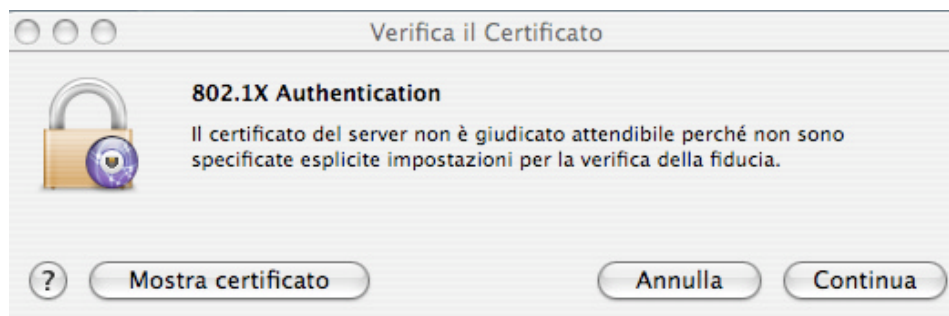 Verifica il Certificato
802.1X Authentication
Il certificato del server non è giudicato attendibile perché non sono
specificate esplicite impostazioni per la verifica della fiducia.
? Mostra certificato Annulla Continua